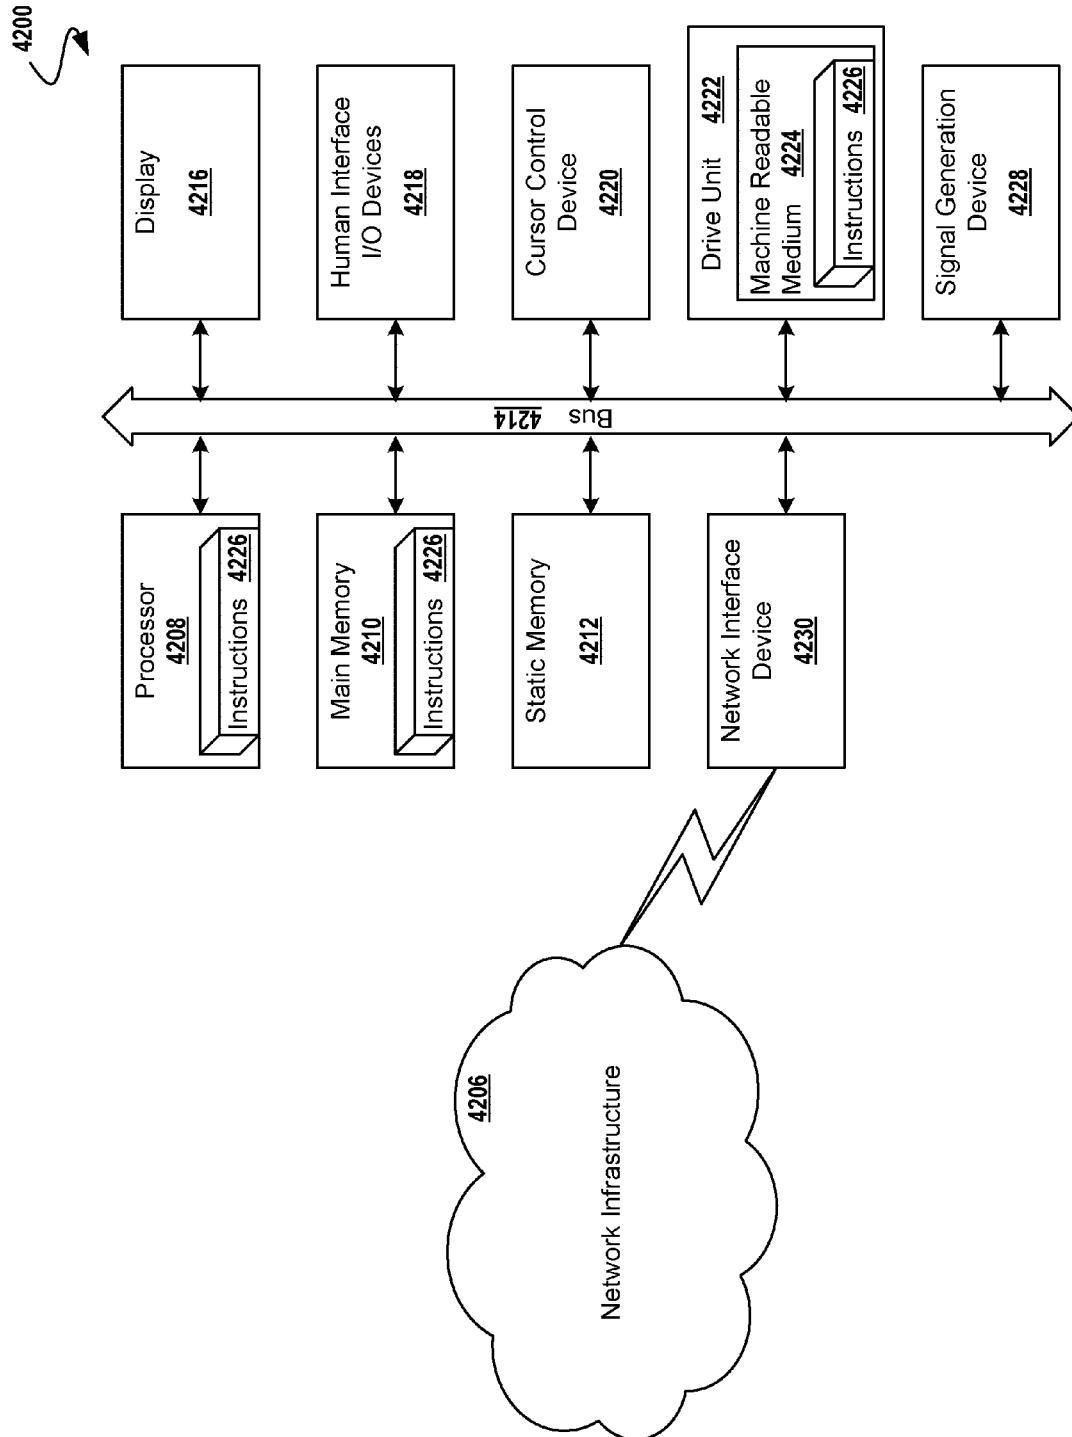 4200
Processor
4208
Instructions 4226
Main Memory
4210
Instructions 4226
Static Memory
4212
Network Interface
Device
4230
Bus 4214
Display
4216
Human Interface
I/O Devices
4218
Cursor Control
Device
4220
Drive Unit 4222
Machine Readable
Medium 4224
Instructions 4226
Signal Generation
Device
4228
4206
Network Infrastructure